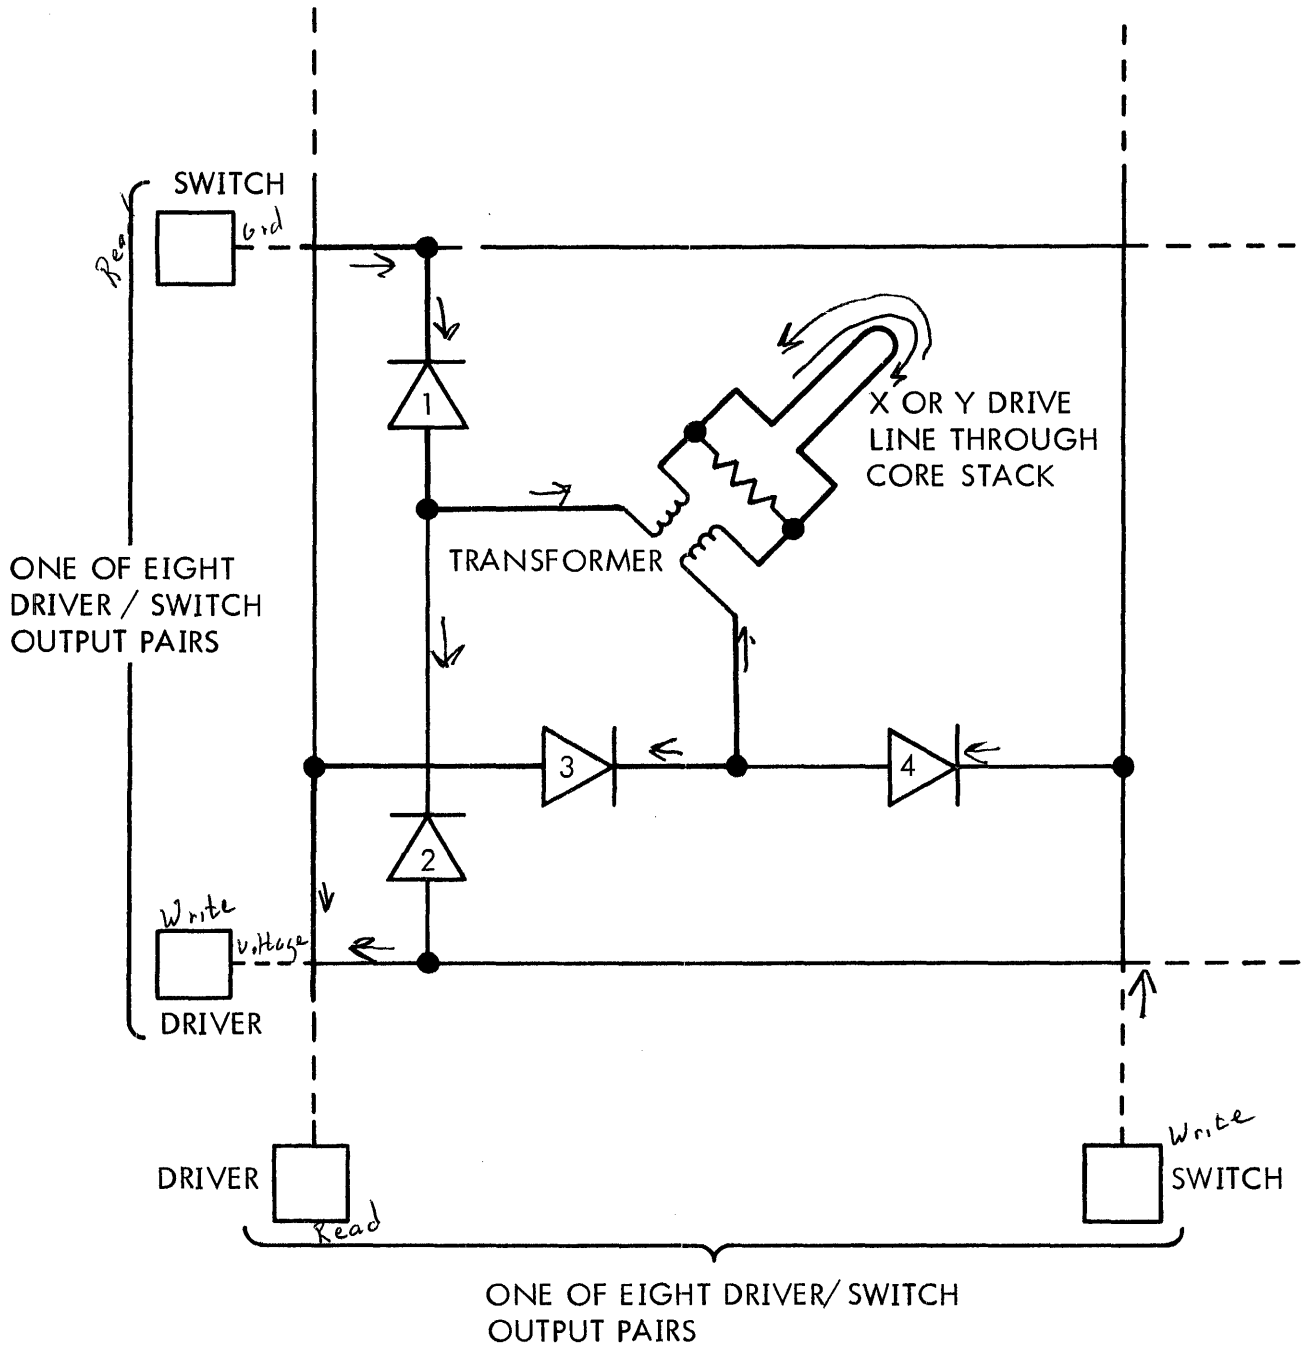 SWITCH
Read
Grd
1
X OR Y DRIVE
LINE THROUGH
CORE STACK
TRANSFORMER
ONE OF EIGHT
DRIVER / SWITCH
OUTPUT PAIRS
3
4
2
Write
voltage
DRIVER
Write
DRIVER
SWITCH
Read
ONE OF EIGHT DRIVER/ SWITCH
OUTPUT PAIRS